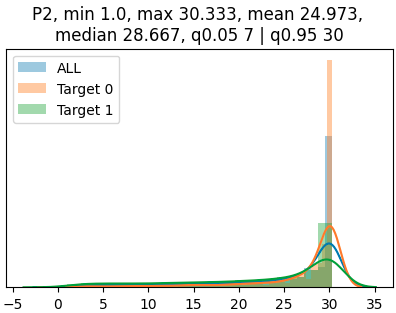 P2, min 1.0, max 30.333, mean 24.973,
median 28.667, q0.05 7 | q0.95 30
ALL
Target 0
Target 1
−5 0 5 10 15 20 25 30 35